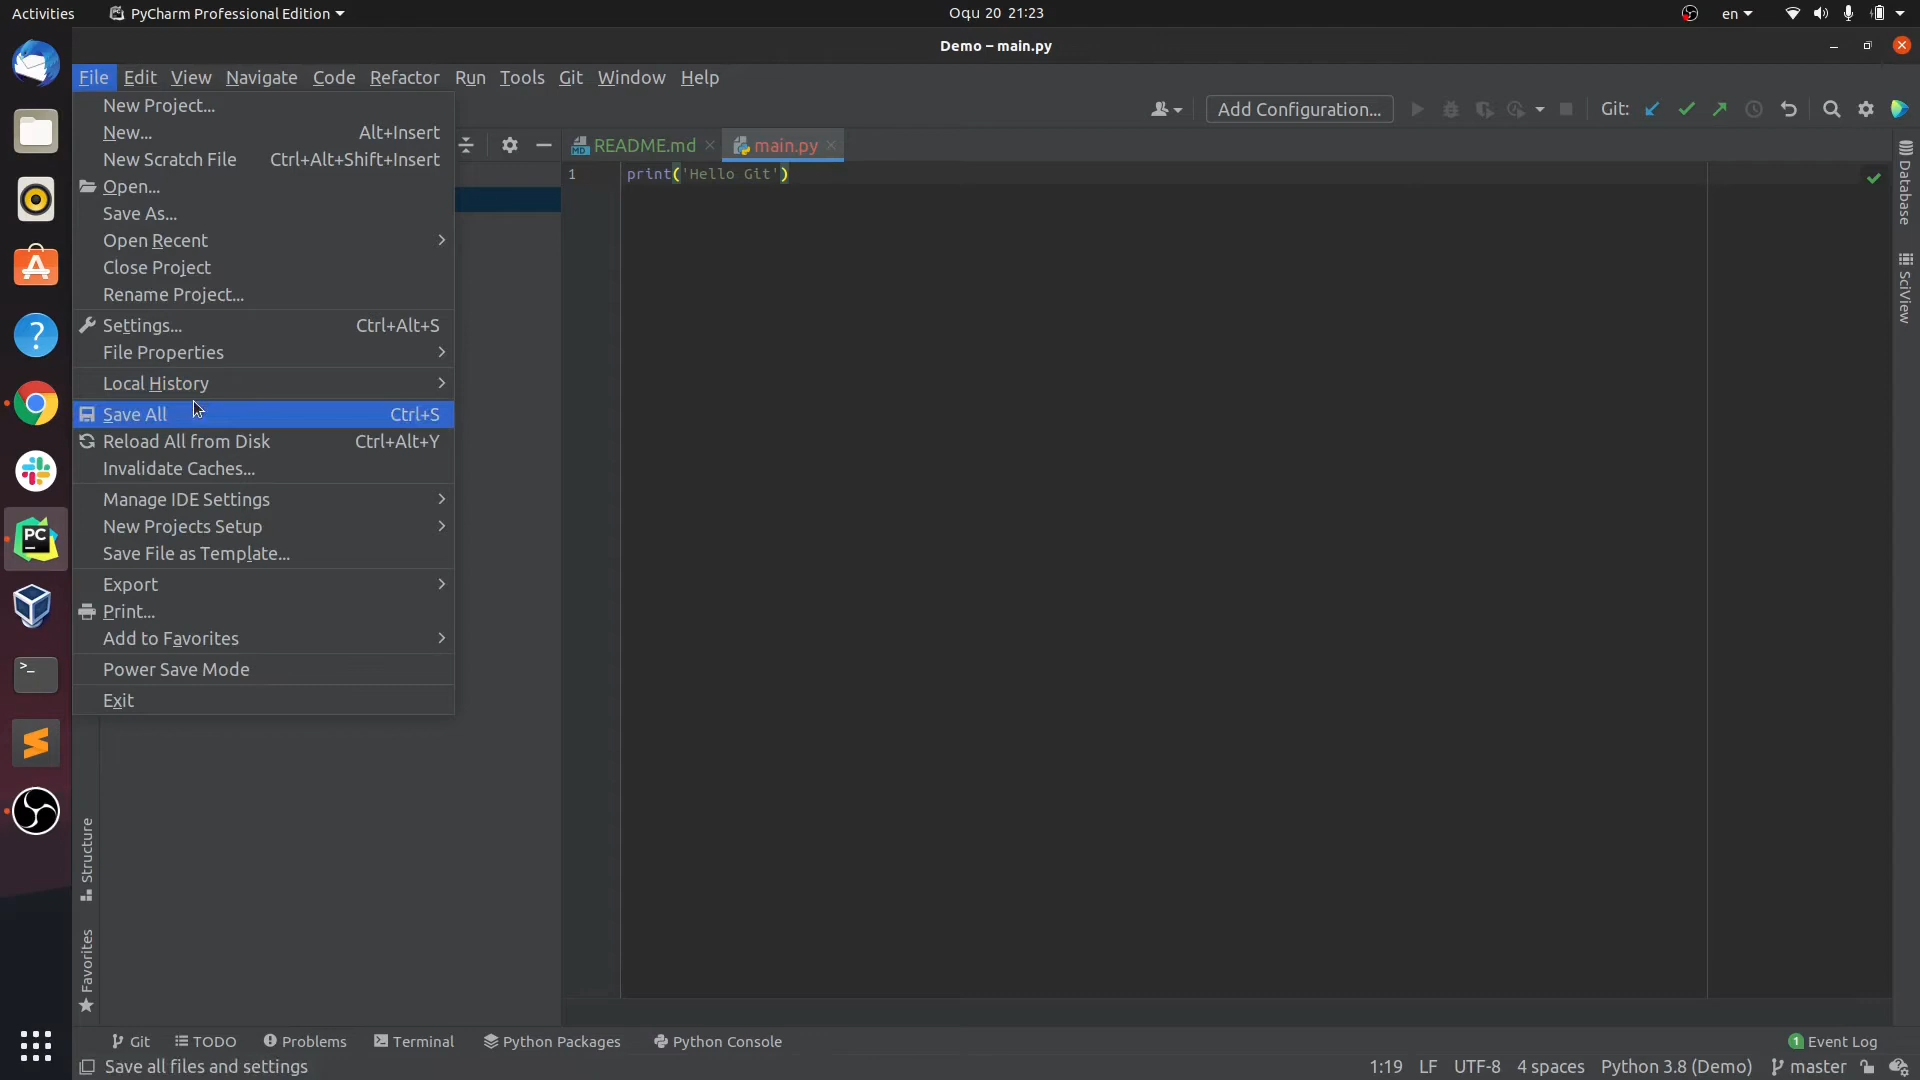 Activities PyCharm Professional Edition Oqu 20 21:23 en
Demo – main.py
File Edit View Navigate Code Refactor Run Tools Git Window Help
Add Configuration... Git:
New Project...
New... Alt+Insert
New Scratch File Ctrl+Alt+Shift+Insert
Open...
Save As...
Open Recent
Close Project
Rename Project...
Settings... Ctrl+Alt+S
File Properties
Local History
Save All Ctrl+S
Reload All from Disk Ctrl+Alt+Y
Invalidate Caches...
Manage IDE Settings
New Projects Setup
Save File as Template...
Export
Print...
Add to Favorites
Power Save Mode
Exit
README.md main.py
1 print('Hello Git')
Database
SciView
Structure
Favorites
PC
Git TODO Problems Terminal Python Packages Python Console 1 Event Log
Save all files and settings 1:19 LF UTF-8 4 spaces Python 3.8 (Demo) master